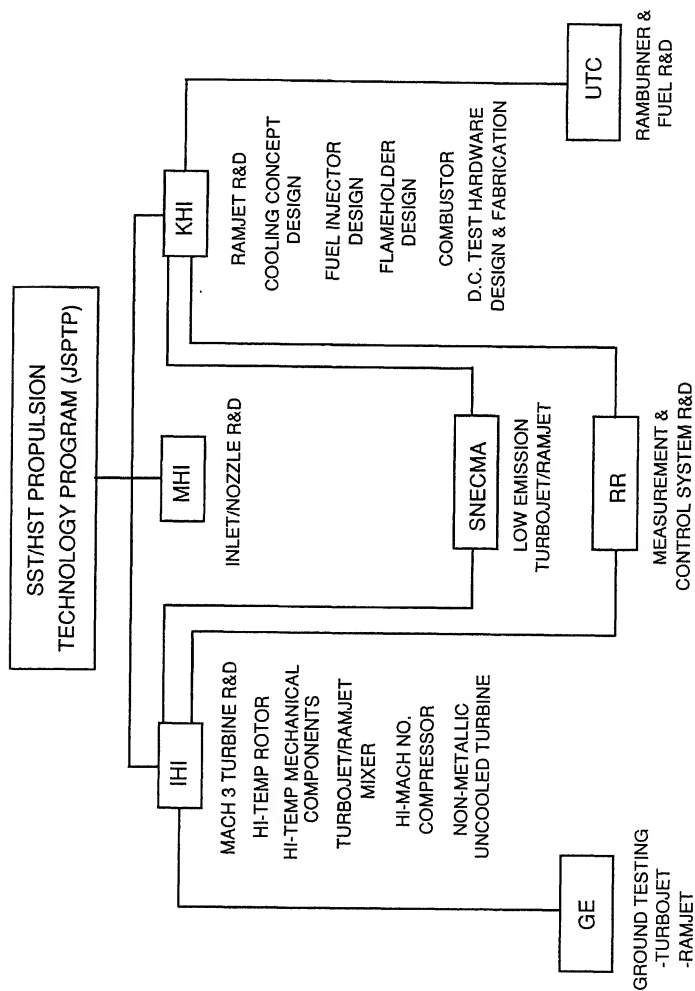 SST/HST PROPULSION
TECHNOLOGY PROGRAM (JSPTP)
IHI
MACH 3 TURBINE R&D
HI-TEMP ROTOR
HI-TEMP MECHANICAL
COMPONENTS
TURBOJET/RAMJET
MIXER
HI-MACH NO.
COMPRESSOR
NON-METALLIC
UNCOOLED TURBINE
MHI
INLET/NOZZLE R&D
KHI
RAMJET R&D
COOLING CONCEPT
DESIGN
FUEL INJECTOR
DESIGN
FLAMEHOLDER
DESIGN
COMBUSTOR
D.C. TEST HARDWARE
DESIGN & FABRICATION
SNECMA
LOW EMISSION
TURBOJET/RAMJET
GE
GROUND TESTING
-TURBOJET
-RAMJET
RR
MEASUREMENT &
CONTROL SYSTEM R&D
UTC
RAMBURNER &
FUEL R&D